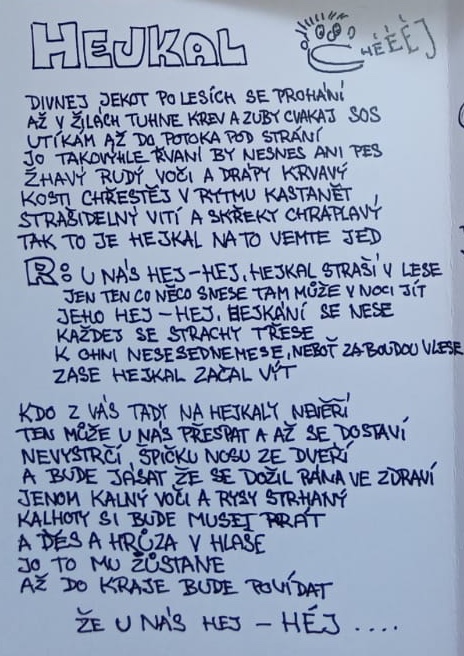 HEJKAL
HÉÉÉJ
DIVNEJ JEKOT PO LESÍCH SE PROHÁNÍ
AŽ V ŽILÁCH TUHNE KREV A ZUBY CVAKAJ SOS
UTÍKÁM AŽ DO POTOKA POD STRÁNÍ
JO TAKOVÝHLE ŘVANÍ BY NESNES ANI PES
ŽHAVÝ RUDÝ VOČI A DRÁPY KRVAVÝ
KOSTI CHŘESTĚJ V RYTMU KASTANĚT
STRAŠIDELNÝ VITÍ A SKŘEKY CHRAPLAVÝ
TAK TO JE HEJKAL NA TO VEMTE JED
R: U NÁS HEJ-HEJ, HEJKAL STRAŠÍ V LESE
JEN TEN CO NĚCO SNESE TAM MŮŽE V NOCI JÍT
JEHO HEJ-HEJ, HEJKÁNÍ SE NESE
KAŽDEJ SE STRACHY TŘESE
K OHNI NESESEDNEMESE, NEBOŤ ZA BOUDOU V LESE
ZASE HEJKAL ZAČAL VÝT
KDO Z VÁS TADY NA HEJKALY NEVĚŘÍ
TEN MŮŽE U NÁS PŘESPAT A AŽ SE DOSTAVÍ
NEVYSTRČÍ ŠPIČKU NOSU ZE DVEŘÍ
A BUDE JÁSAT ŽE SE DOŽIL RÁNA VE ZDRAVÍ
JENOM KALNÝ VOČI A RYSY STRHANÝ
KALHOTY SI BUDE MUSET PRÁT
A DĚS A HRŮZA V HLASE
JO TO MU ZŮSTANE
AŽ DO KRAJE BUDE POVÍDAT
ŽE U NÁS HEJ - HÉJ ....